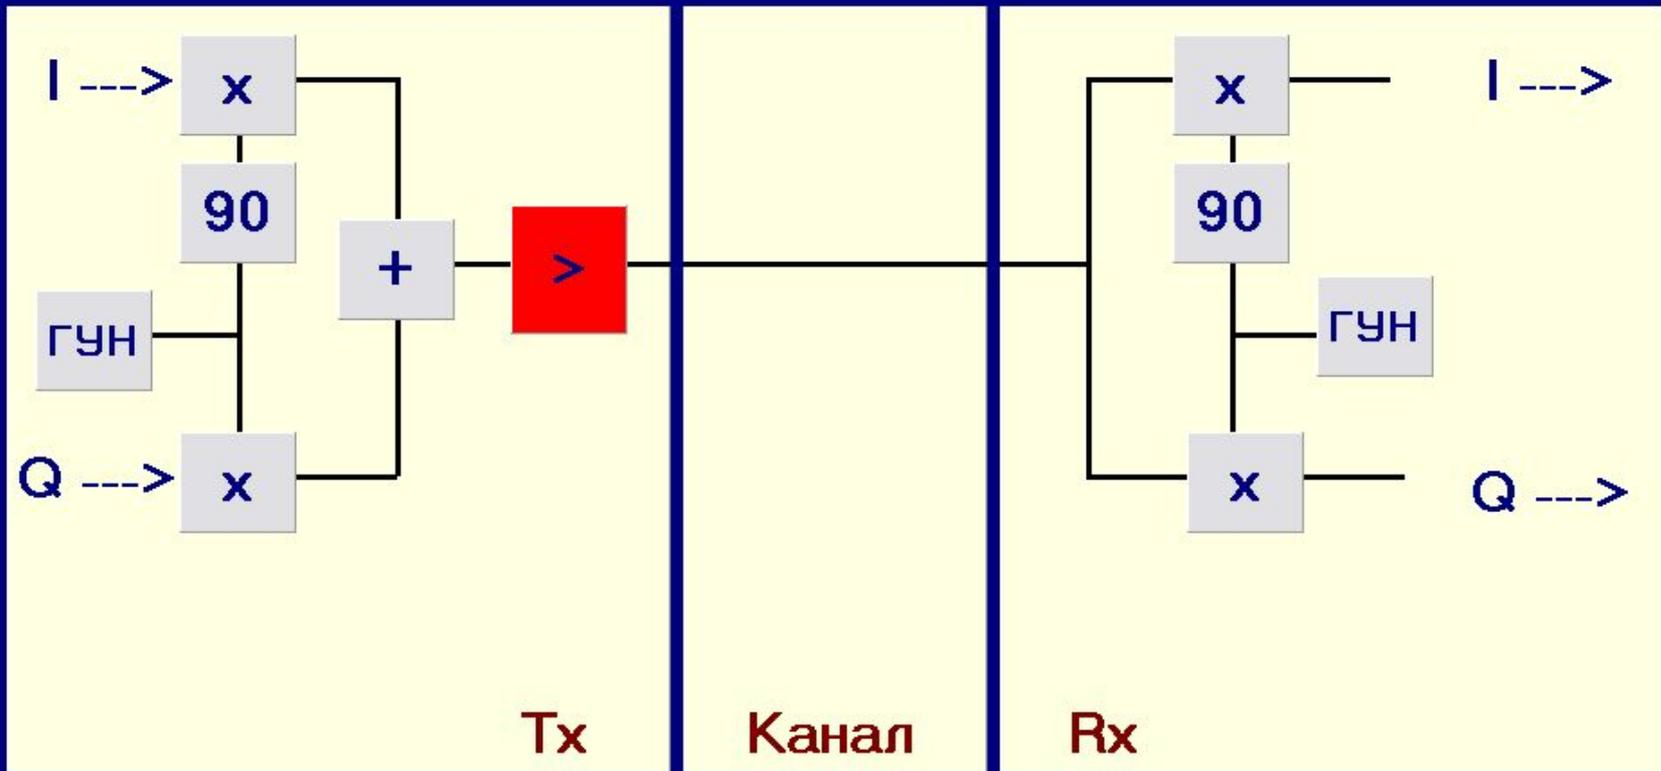 I ---> x x I --->
90 90
+ >
ГУН ГУН
Q ---> x x Q --->
Tx Канал Rx